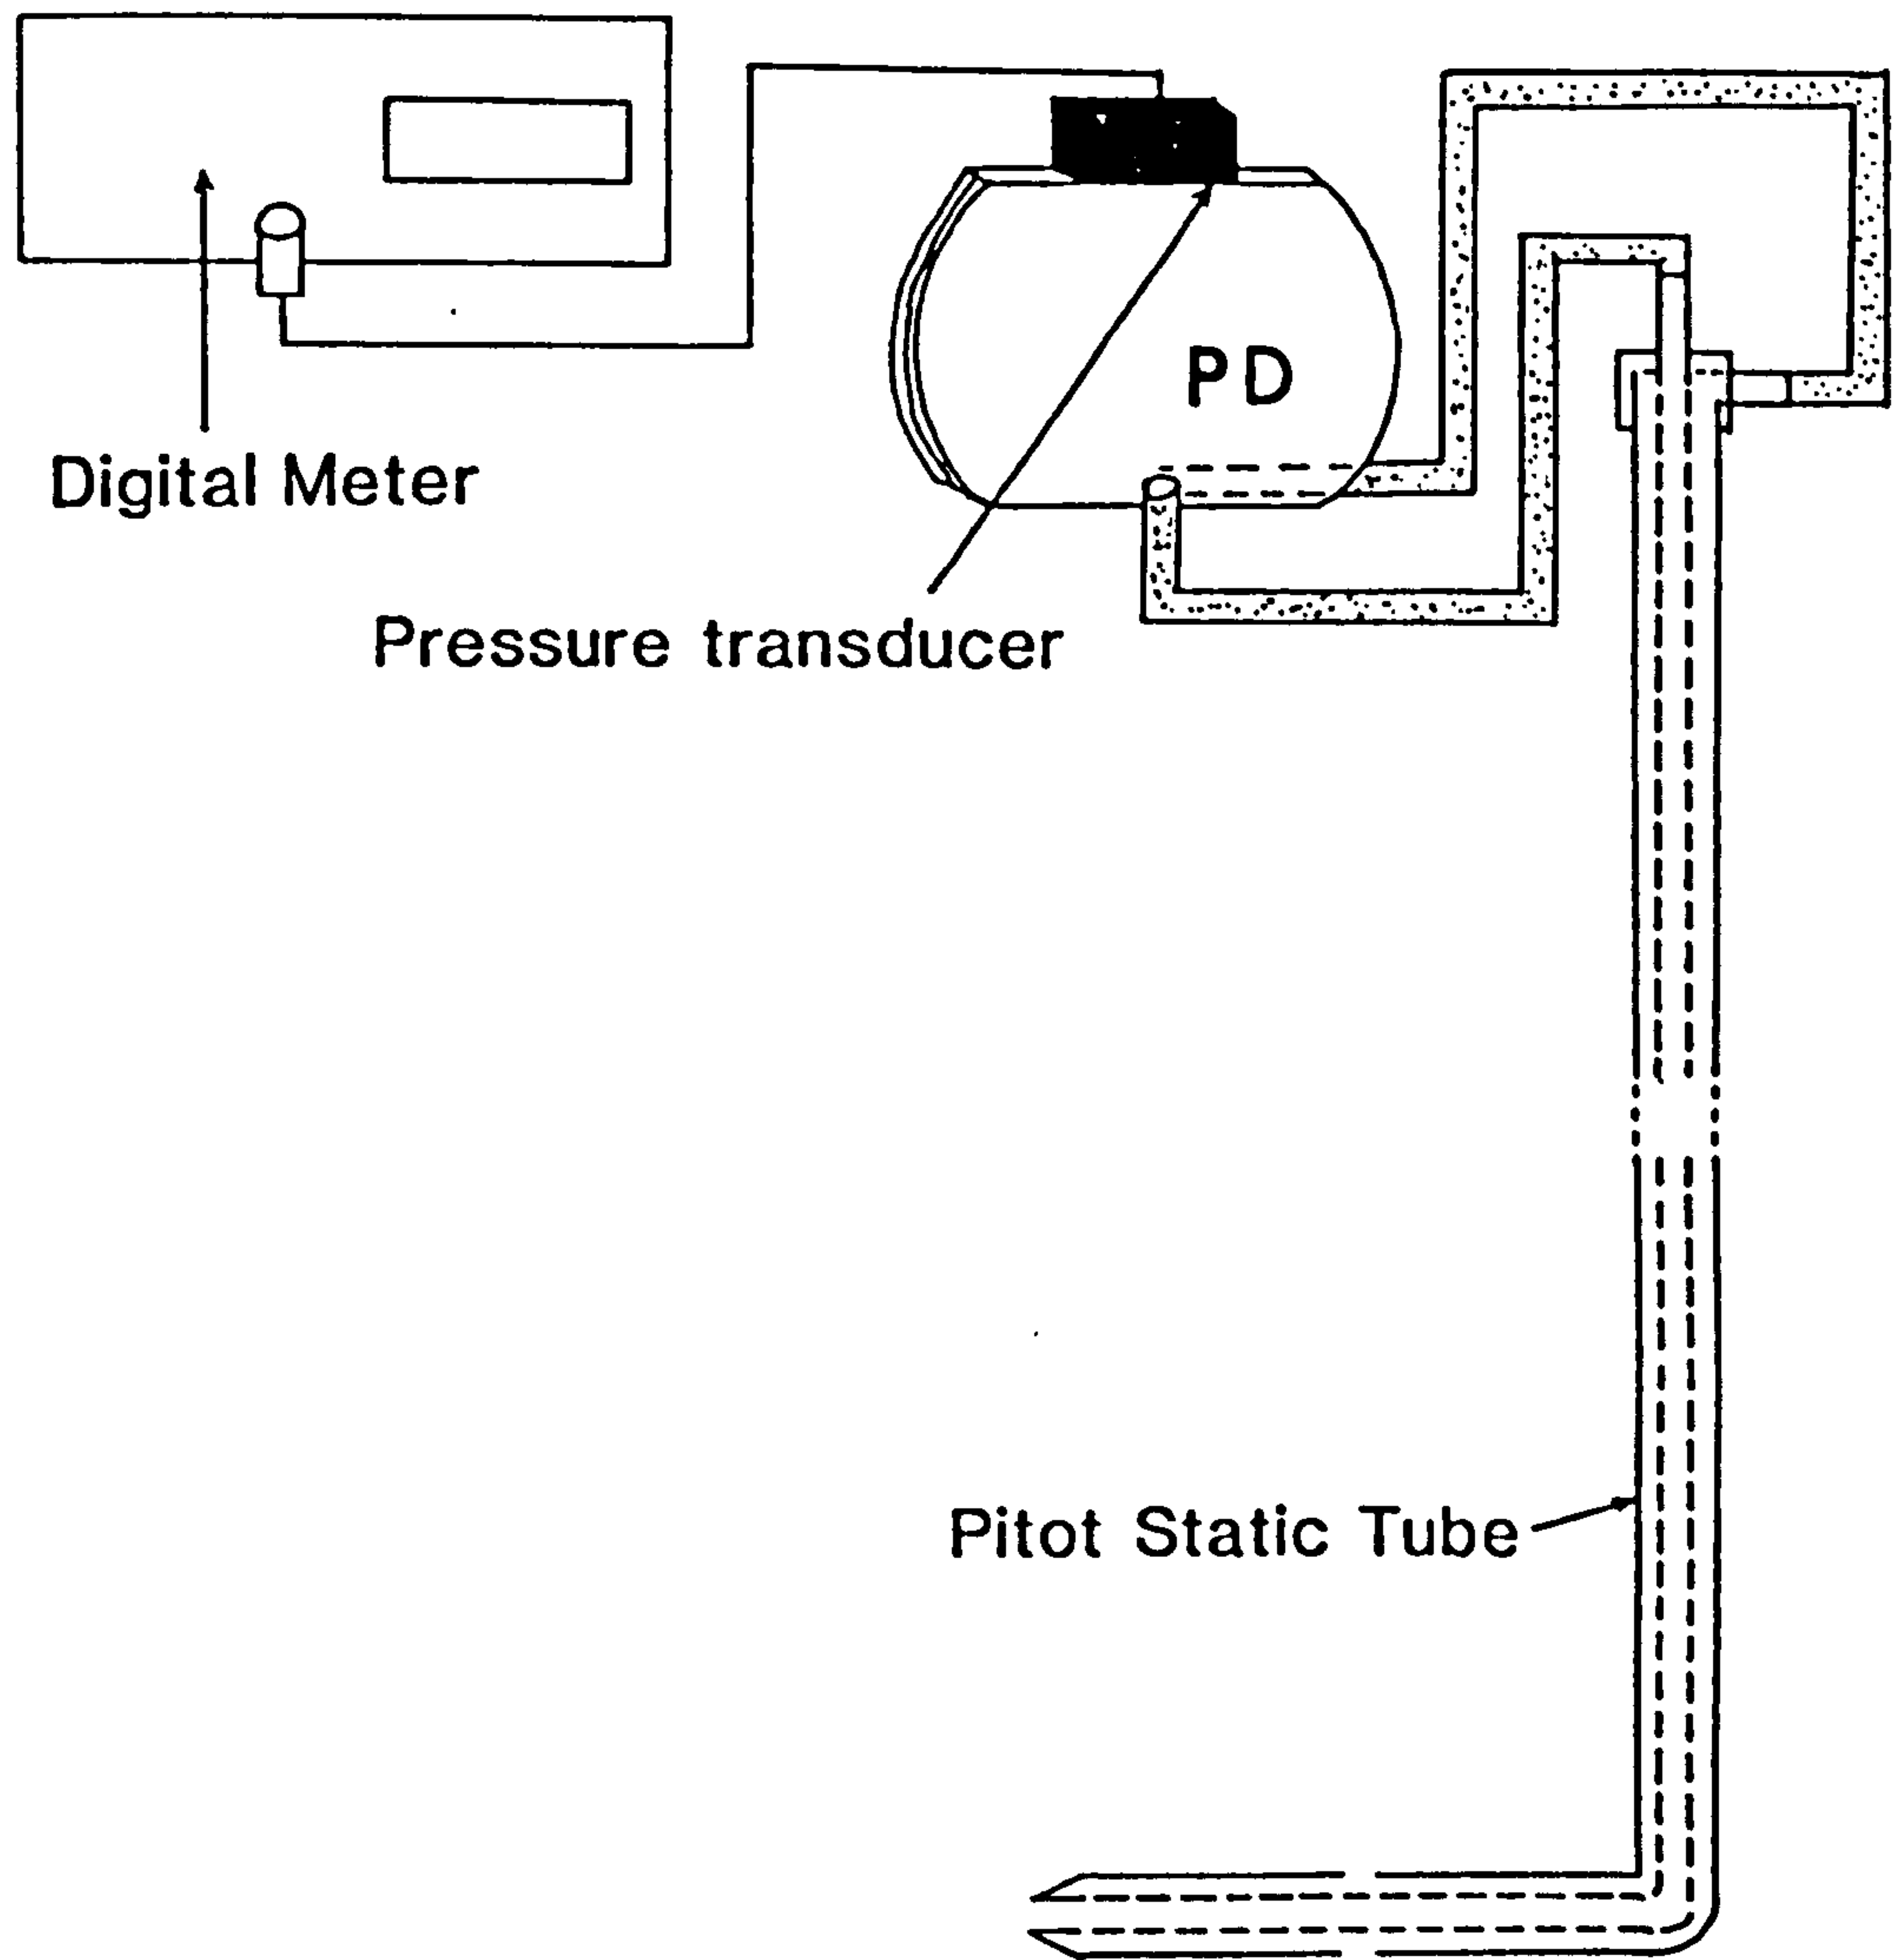 PD
Digital Meter
Pressure transducer
Pitot Static Tube